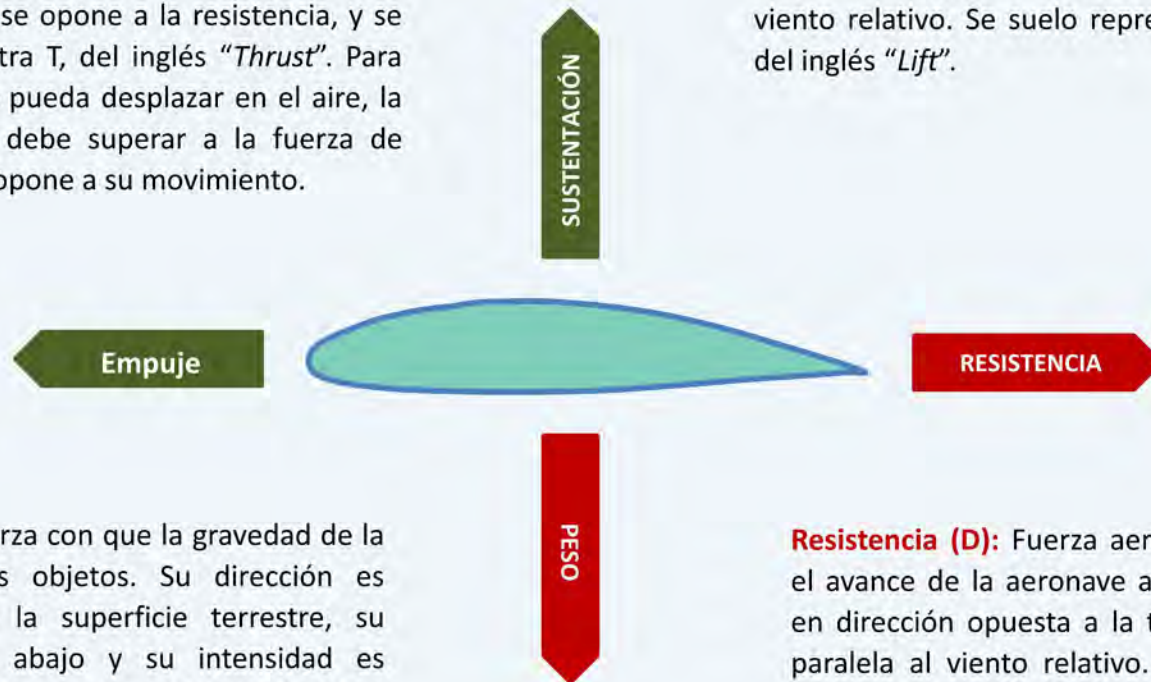 se opone a la resistencia, y se
tra T, del inglés “Thrust”. Para
pueda desplazar en el aire, la
debe superar a la fuerza de
opone a su movimiento.
viento relativo. Se suelo repre
del inglés “Lift”.
SUSTENTACIÓN
Empuje
RESISTENCIA
PESO
rza con que la gravedad de la
s objetos. Su dirección es
la superficie terrestre, su
abajo y su intensidad es
Resistencia (D): Fuerza aer
el avance de la aeronave a
en dirección opuesta a la t
paralela al viento relativo.